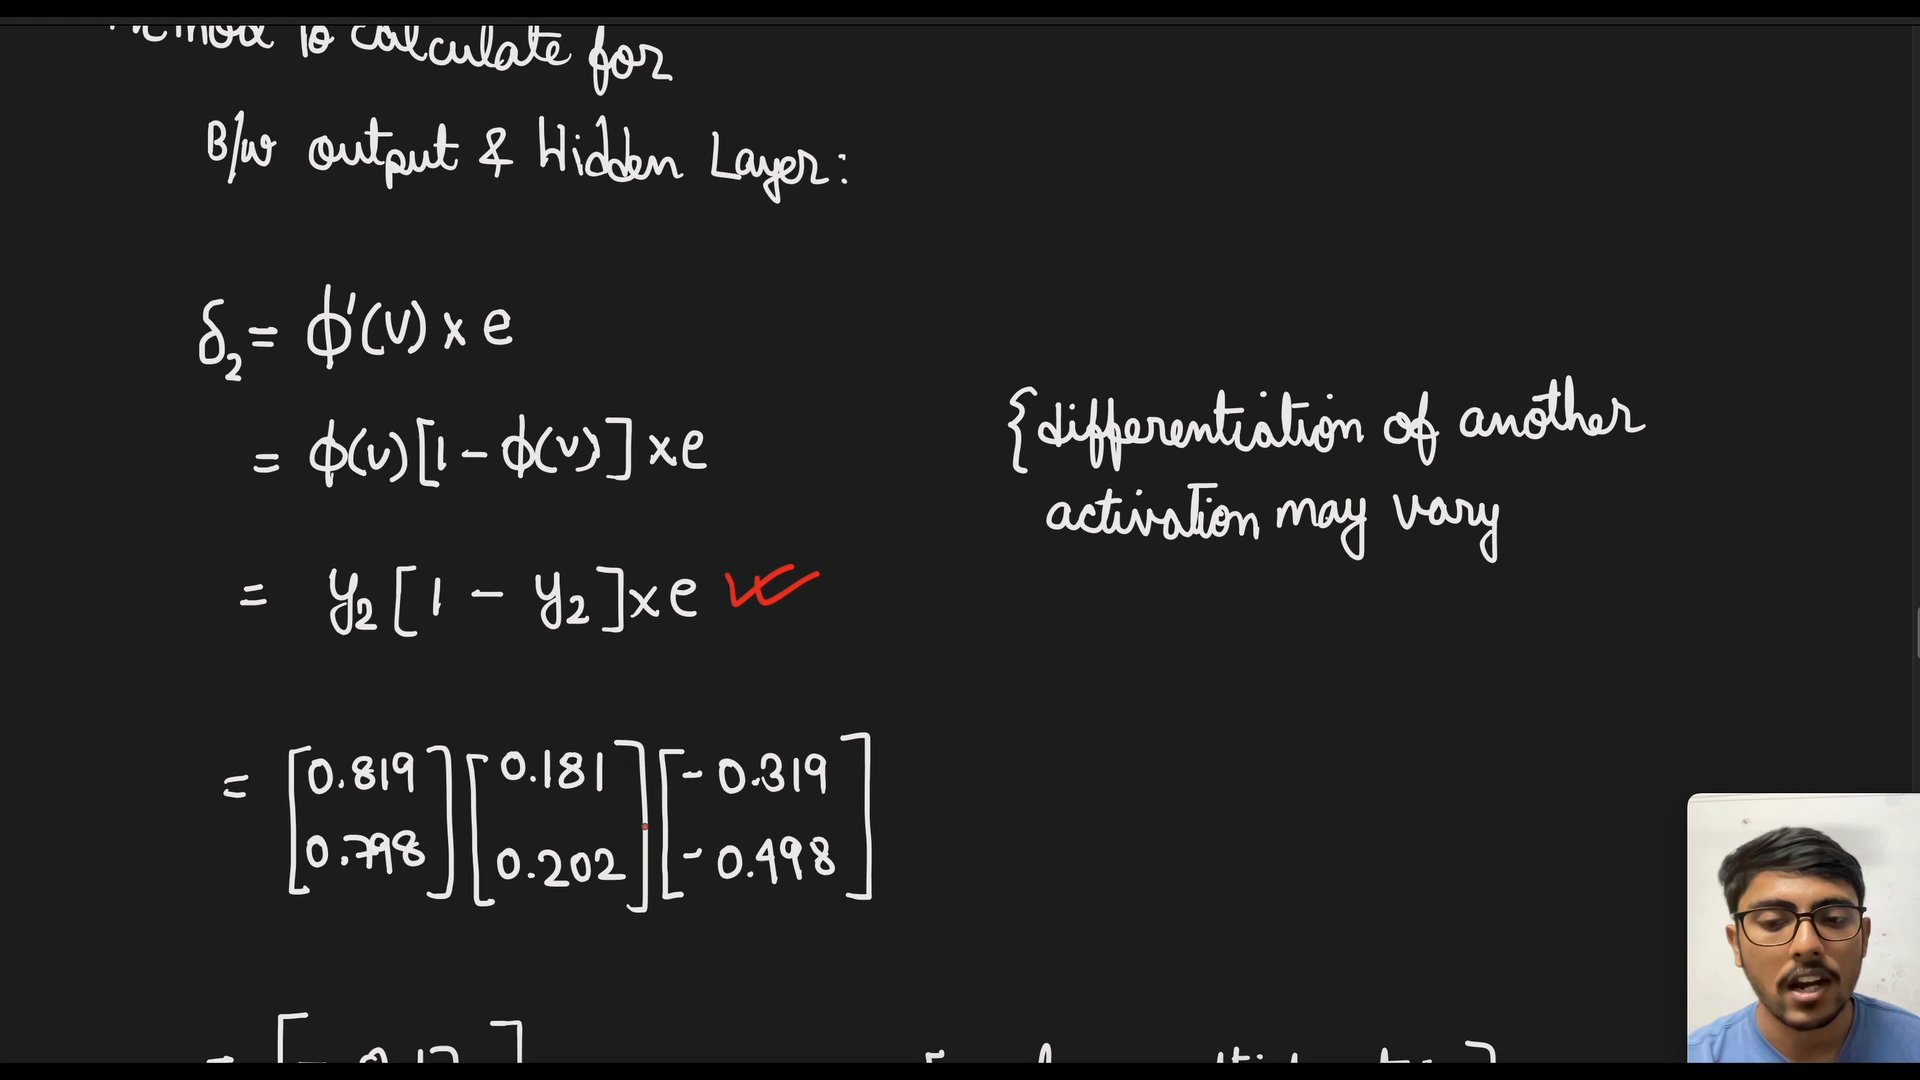 to calculate for
B/w output & Hidden Layer:
δ₂ = ϕ'(v) x e
= ϕ(v)[1 - ϕ(v)] x e
{differentiation of another
activation may vary
= y₂[1 - y₂] x e
= [0.819 0.798] [0.181 0.202] [-0.319 -0.498]